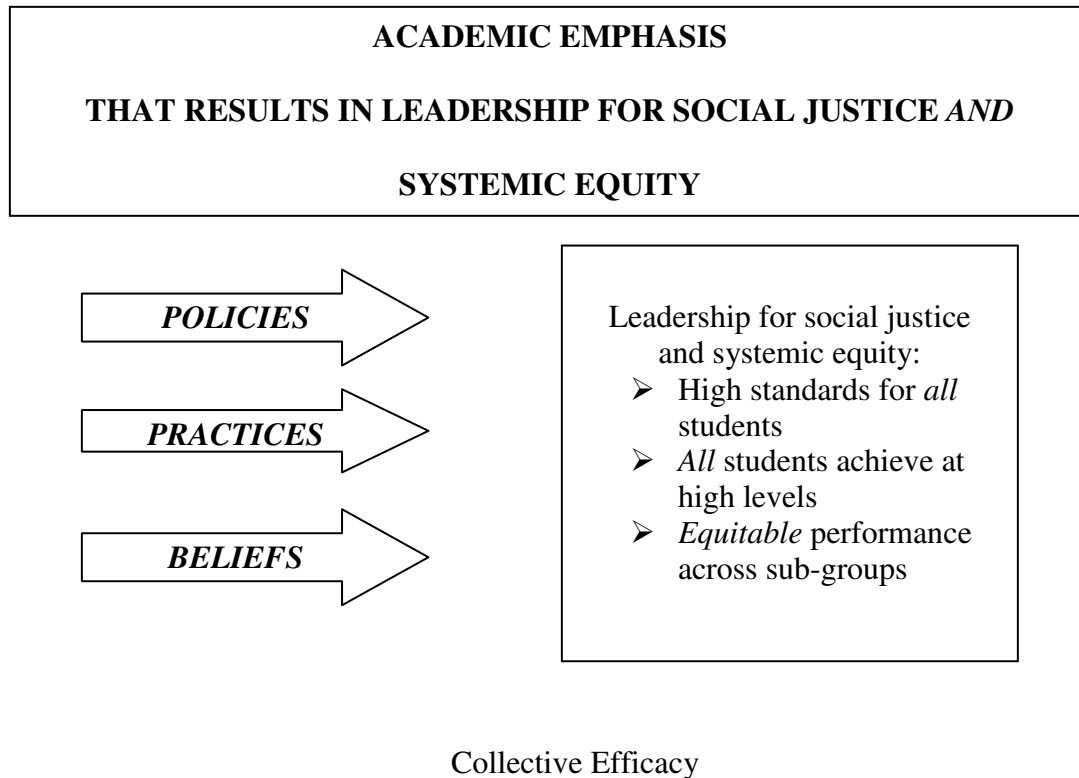 ACADEMIC EMPHASIS
THAT RESULTS IN LEADERSHIP FOR SOCIAL JUSTICE AND
SYSTEMIC EQUITY
POLICIES
PRACTICES
BELIEFS
Leadership for social justice
and systemic equity:
➢ High standards for all
students
➢ All students achieve at
high levels
➢ Equitable performance
across sub-groups
Collective Efficacy